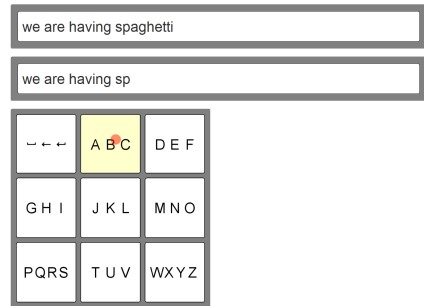 we are having spaghetti
we are having sp
⎵ ← ↩ A B C D E F
G H I J K L M N O
PQRS T U V WXYZ